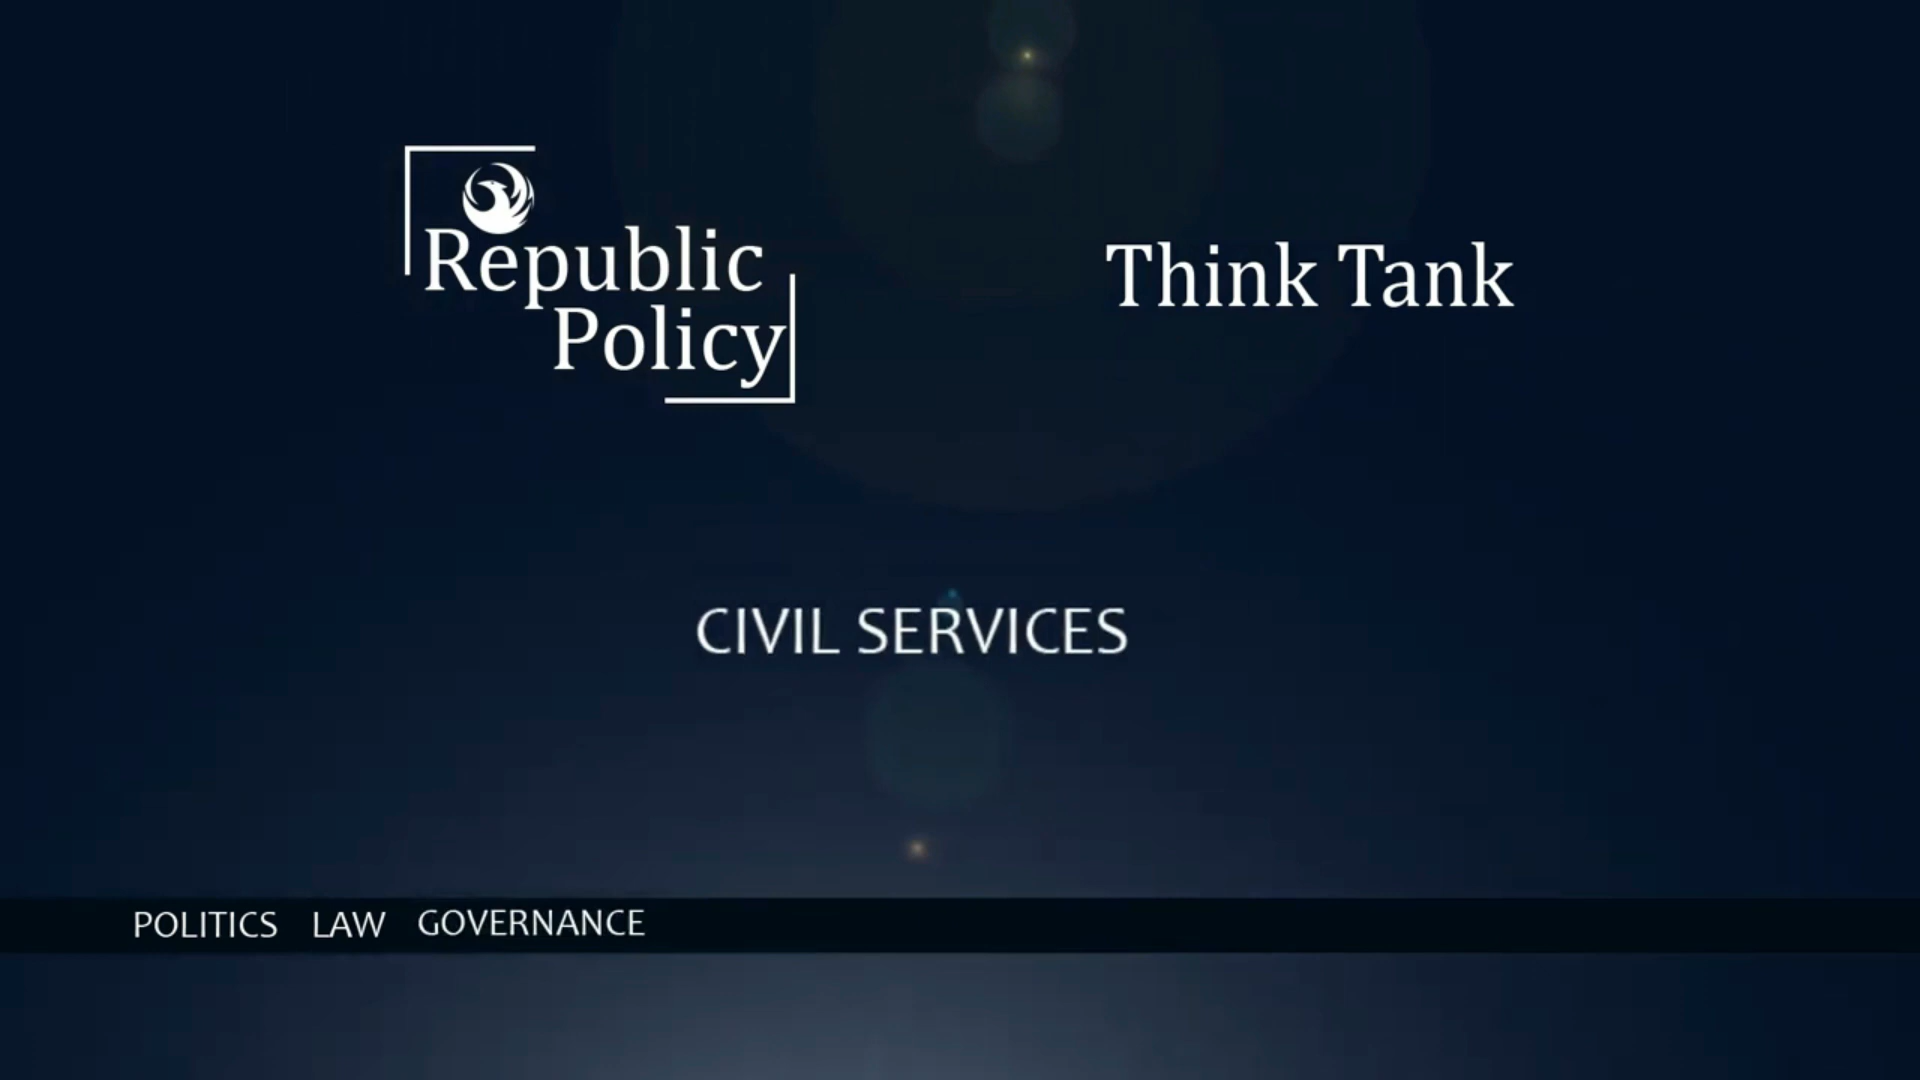 Republic
Policy
Think Tank
CIVIL SERVICES
POLITICS LAW GOVERNANCE